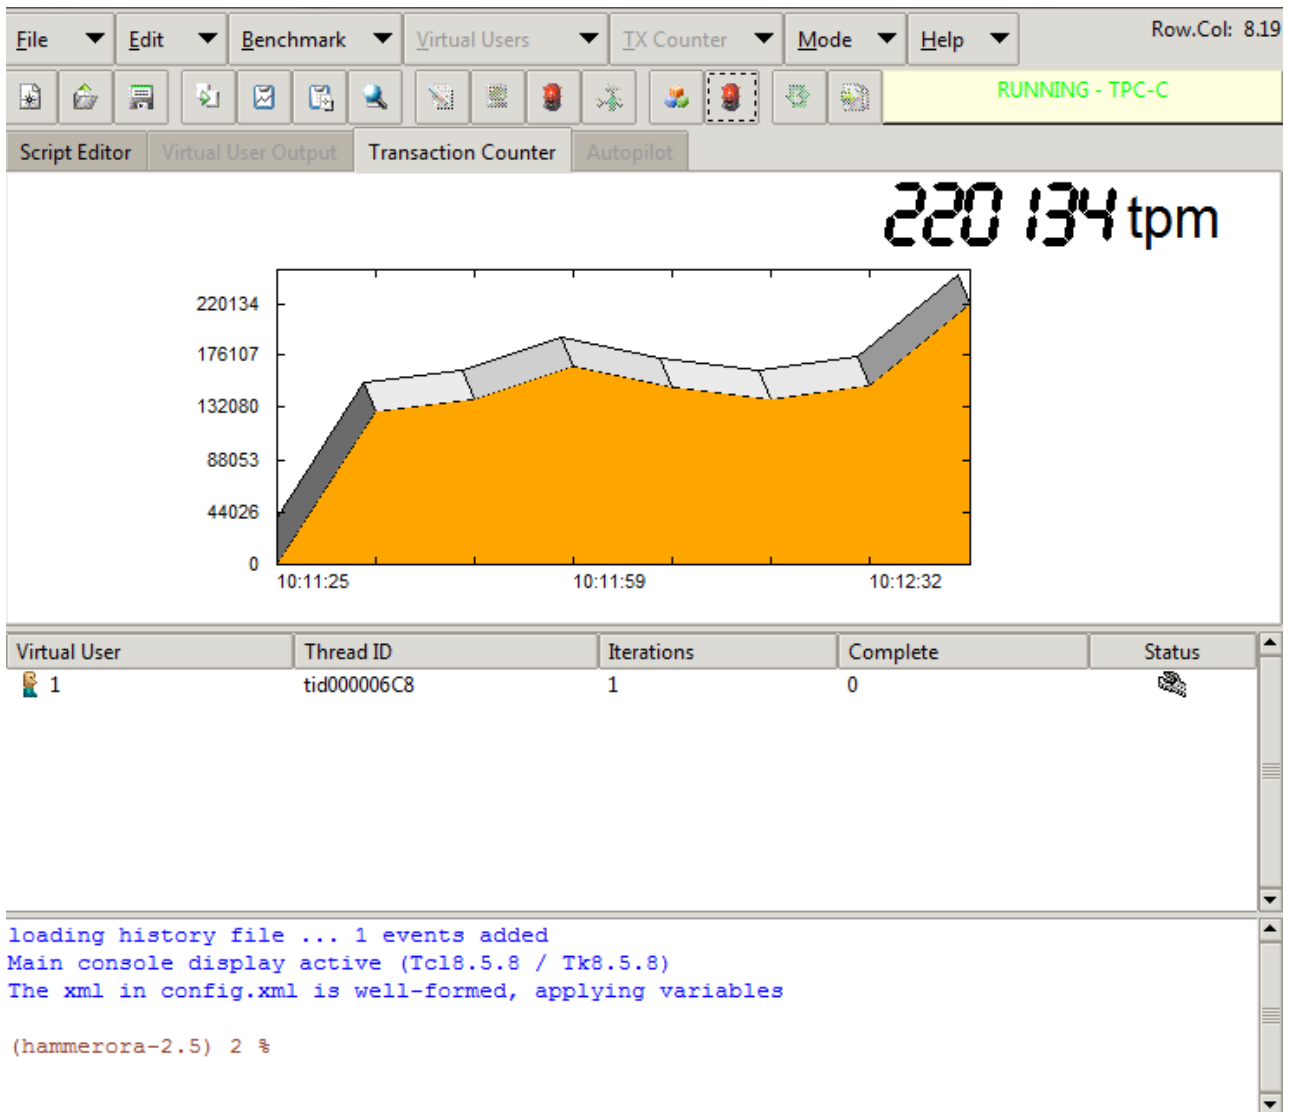 File Edit Benchmark Virtual Users TX Counter Mode Help Row.Col: 8.19
RUNNING - TPC-C
Script Editor Virtual User Output Transaction Counter Autopilot
220134 tpm
220134
176107
132080
88053
44026
0
10:11:25 10:11:59 10:12:32
Virtual User Thread ID Iterations Complete Status
1 tid000006C8 1 0
loading history file ... 1 events added
Main console display active (Tcl8.5.8 / Tk8.5.8)
The xml in config.xml is well-formed, applying variables
(hammerora-2.5) 2 %